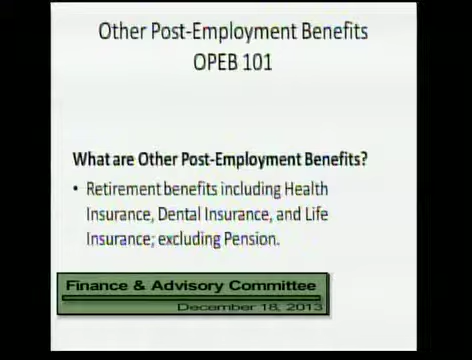 Other Post-Employment Benefits
OPEB 101
What are Other Post-Employment Benefits?
• Retirement benefits including Health
Insurance, Dental Insurance, and Life
Insurance; excluding Pension.
Finance & Advisory Committee
December 18, 2013